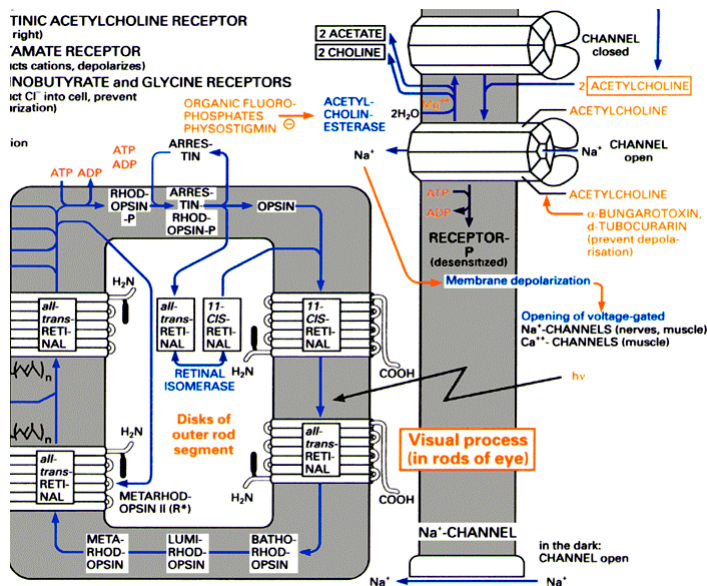 TINIC ACETYLCHOLINE RECEPTOR
right)
TAMATE RECEPTOR
ucts cations, depolarizes)
INOBUTYRATE and GLYCINE RECEPTORS
uct Cl⁻ into cell, prevent
arization)
ion
2 ACETATE
2 CHOLINE
CHANNEL
closed
2 ACETYLCHOLINE
Mg⁺⁺
2H₂O
ORGANIC FLUORO-
PHOSPHATES
PHYSOSTIGMIN
ACETYL-
CHOLIN-
ESTERASE
ACETYLCHOLINE
Na⁺
Na⁺
CHANNEL
open
ACETYLCHOLINE
α-BUNGAROTOXIN,
d-TUBOCURARIN
(prevent depola-
risation)
ATP
ADP
RECEPTOR-
P
(desensitized)
Membrane depolarization
Opening of voltage-gated
Na⁺-CHANNELS (nerves, muscle)
Ca⁺⁺- CHANNELS (muscle)
ATP
ADP
ARRES-
TIN
ATP
ADP
RHOD-
OPSIN
-P
ARRES-
TIN-
RHOD-
OPSIN-P
OPSIN
H₂N
all-
trans-
RETI-
NAL
all-
trans-
RETI-
NAL
11-
CIS-
RETI-
NAL
11-
CIS-
RETI-
NAL
H₂N
COOH
RETINAL
ISOMERASE
n
n
Disks of
outer rod
segment
hν
H₂N
all-
trans-
RETI-
NAL
METARHOD-
OPSIN II (R*)
all-
trans-
RETI-
NAL
H₂N
COOH
Visual process
(in rods of eye)
META-
RHOD-
OPSIN
LUMI-
RHOD-
OPSIN
BATHO-
RHOD-
OPSIN
Na⁺-CHANNEL
in the dark:
CHANNEL open
Na⁺
Na⁺